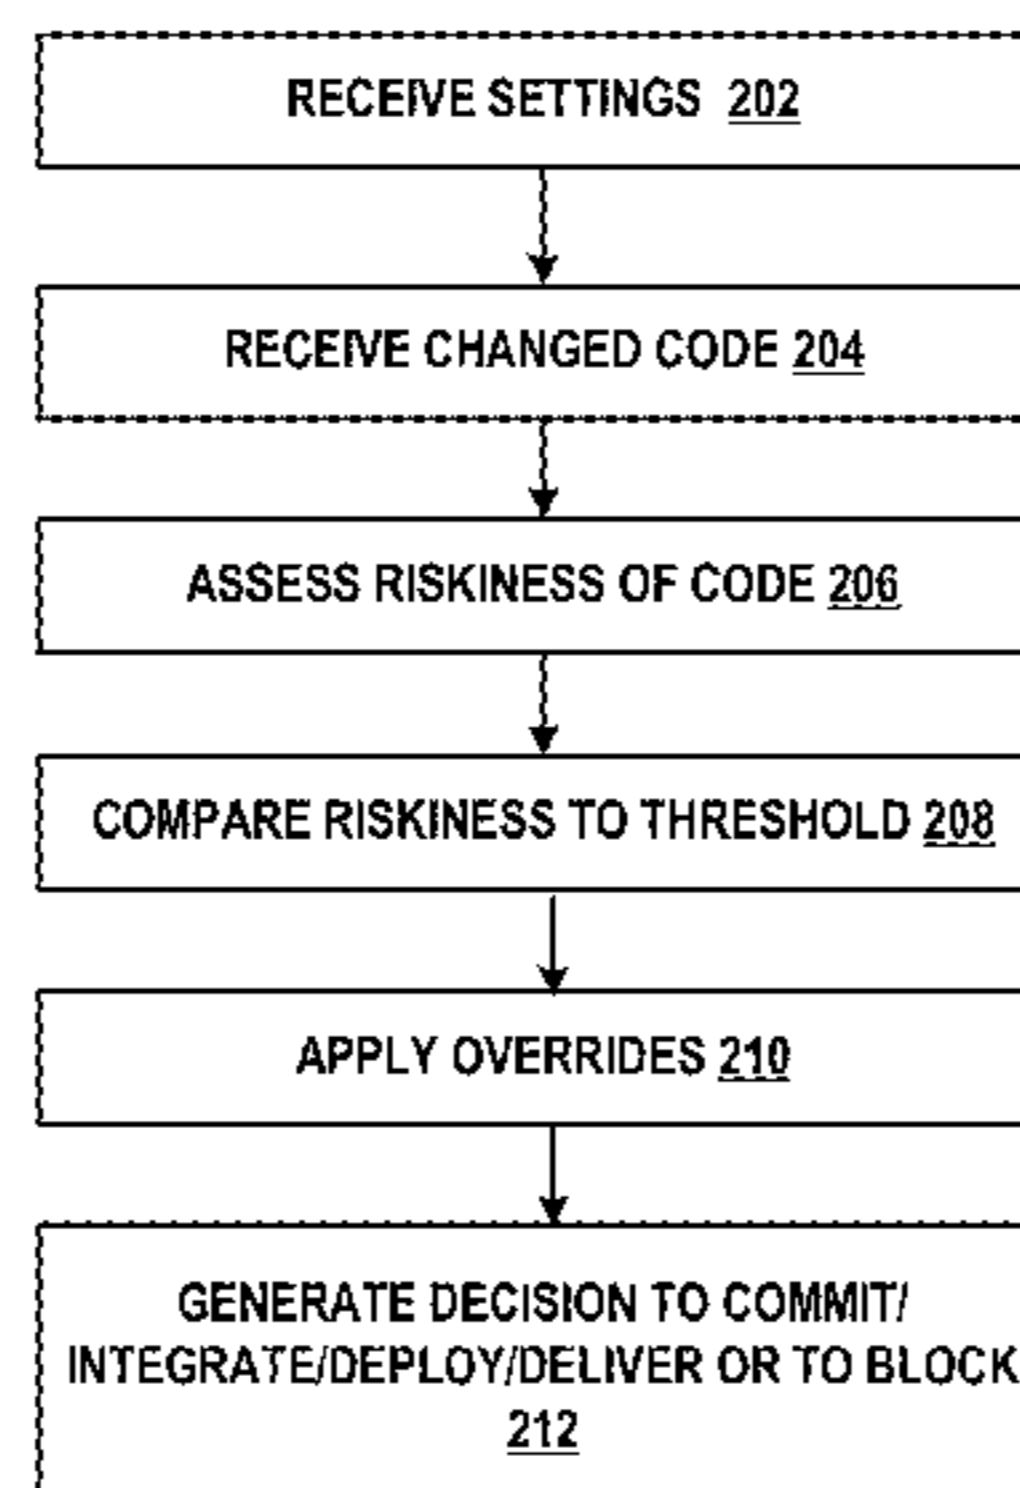 RECEIVE SETTINGS 202
RECEIVE CHANGED CODE 204
ASSESS RISKINESS OF CODE 206
COMPARE RISKINESS TO THRESHOLD 208
APPLY OVERRIDES 210
GENERATE DECISION TO COMMIT/
INTEGRATE/DEPLOY/DELIVER OR TO BLOCK
212